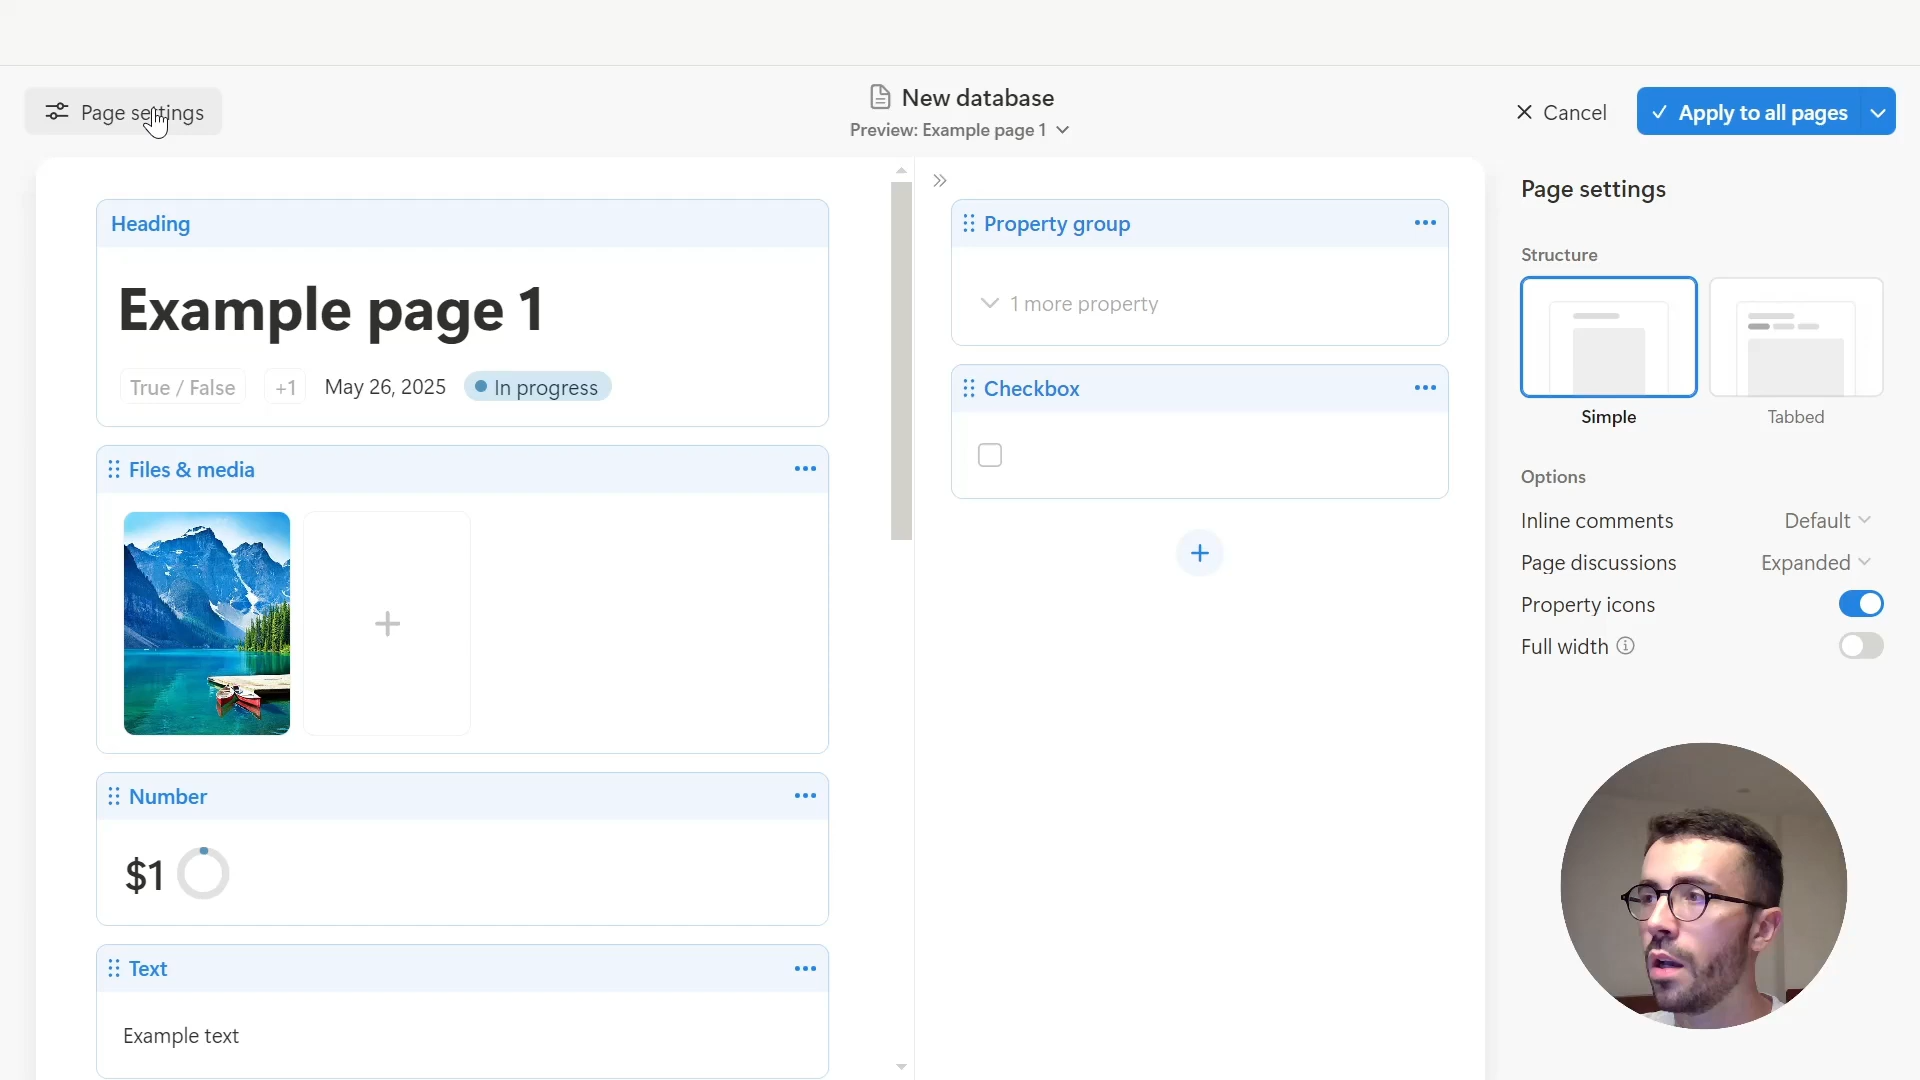 Page settings
New database
Preview: Example page 1
Cancel
Apply to all pages
Heading
Example page 1
True / False +1 May 26, 2025 In progress
Files & media
Number
$1
Text
Example text
Property group
1 more property
Checkbox
Page settings
Structure
Simple
Tabbed
Options
Inline comments Default
Page discussions Expanded
Property icons
Full width